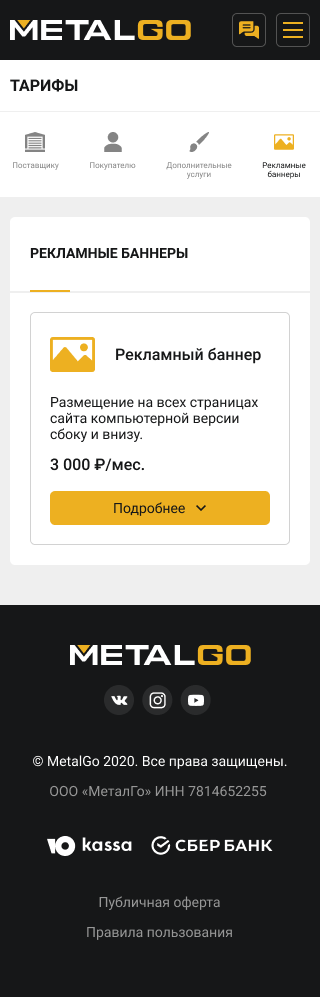 METALGO
ТАРИФЫ
Поставщику
Покупателю
Дополнительные
услуги
Рекламные
баннеры
РЕКЛАМНЫЕ БАННЕРЫ
Рекламный баннер
Размещение на всех страницах
сайта компьютерной версии
сбоку и внизу.
3 000 ₽/мес.
Подробнее
METALGO
© MetalGo 2020. Все права защищены.
ООО «МеталГо» ИНН 7814652255
ЮKassa СБЕР БАНК
Публичная оферта
Правила пользования